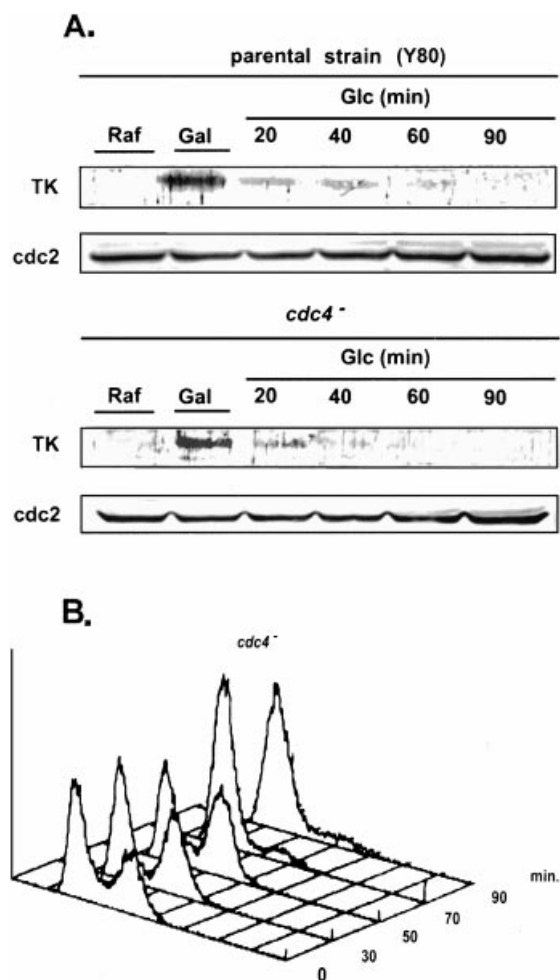 A.
parental strain (Y80)
Glc (min)
Raf Gal 20 40 60 90
TK
cdc2
cdc4 -
Glc (min)
Raf Gal 20 40 60 90
TK
cdc2
B.
cdc4 -
min.
90
70
50
30
0